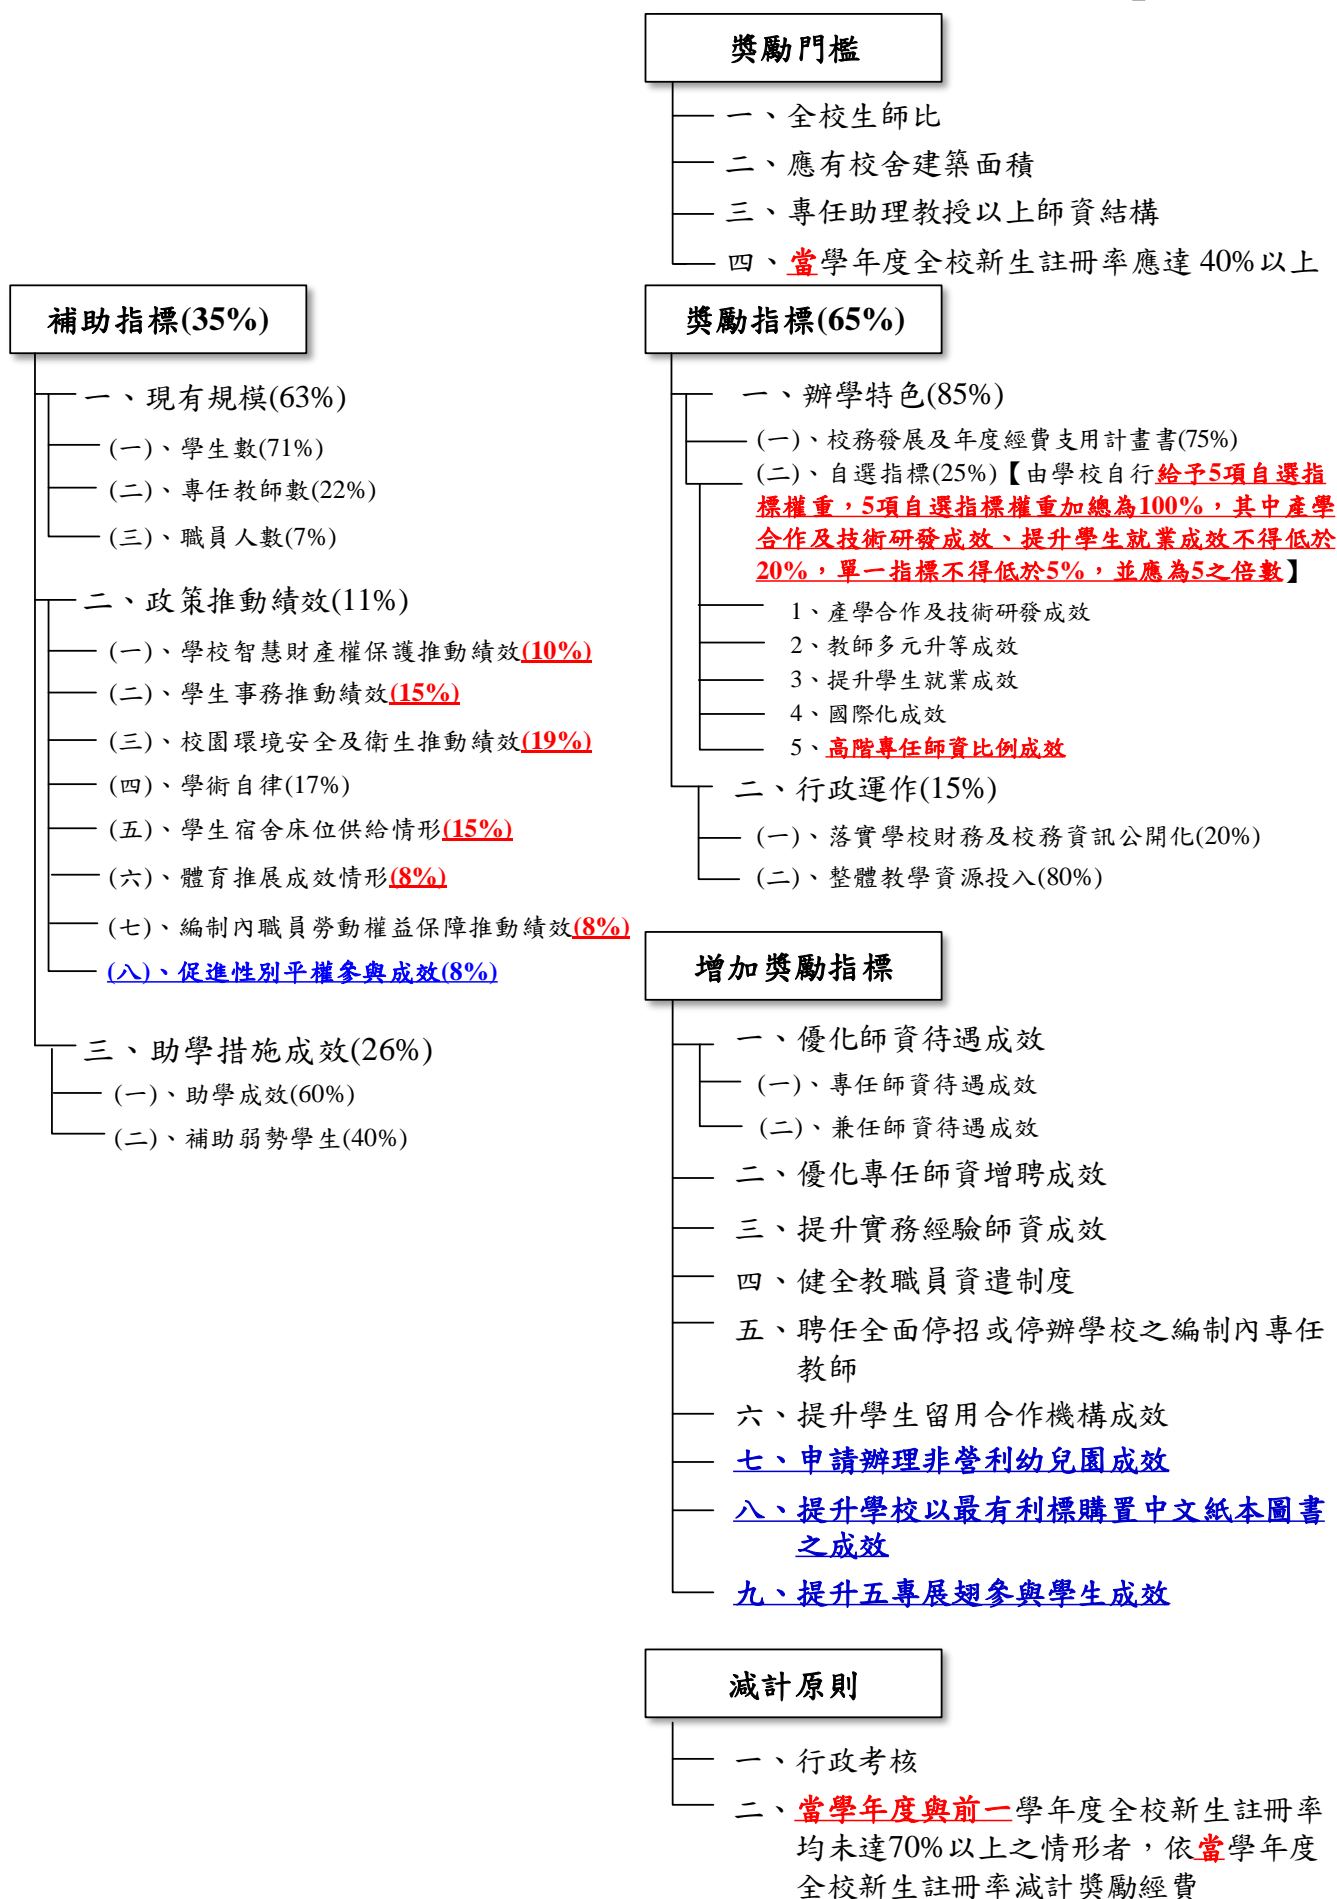 獎勵門檻
一、全校生師比
二、應有校舍建築面積
三、專任助理教授以上師資結構
四、當學年度全校新生註冊率應達 40%以上
補助指標(35%)
一、現有規模(63%)
(一)、學生數(71%)
(二)、專任教師數(22%)
(三)、職員人數(7%)
二、政策推動績效(11%)
(一)、學校智慧財產權保護推動績效(10%)
(二)、學生事務推動績效(15%)
(三)、校園環境安全及衛生推動績效(19%)
(四)、學術自律(17%)
(五)、學生宿舍床位供給情形(15%)
(六)、體育推展成效情形(8%)
(七)、編制內職員勞動權益保障推動績效(8%)
(八)、促進性別平權參與成效(8%)
三、助學措施成效(26%)
(一)、助學成效(60%)
(二)、補助弱勢學生(40%)
獎勵指標(65%)
一、辦學特色(85%)
(一)、校務發展及年度經費支用計畫書(75%)
(二)、自選指標(25%)【由學校自行給予5項自選指
標權重，5項自選指標權重加總為100%，其中產學
合作及技術研發成效、提升學生就業成效不得低於
20%，單一指標不得低於5%，並應為5之倍數】
1、產學合作及技術研發成效
2、教師多元升等成效
3、提升學生就業成效
4、國際化成效
5、高階專任師資比例成效
二、行政運作(15%)
(一)、落實學校財務及校務資訊公開化(20%)
(二)、整體教學資源投入(80%)
增加獎勵指標
一、優化師資待遇成效
(一)、專任師資待遇成效
(二)、兼任師資待遇成效
二、優化專任師資增聘成效
三、提升實務經驗師資成效
四、健全教職員資遣制度
五、聘任全面停招或停辦學校之編制內專任
教師
六、提升學生留用合作機構成效
七、申請辦理非營利幼兒園成效
八、提升學校以最有利標購置中文紙本圖書
之成效
九、提升五專展翅參與學生成效
減計原則
一、行政考核
二、當學年度與前一學年度全校新生註冊率
均未達70%以上之情形者，依當學年度
全校新生註冊率減計獎勵經費